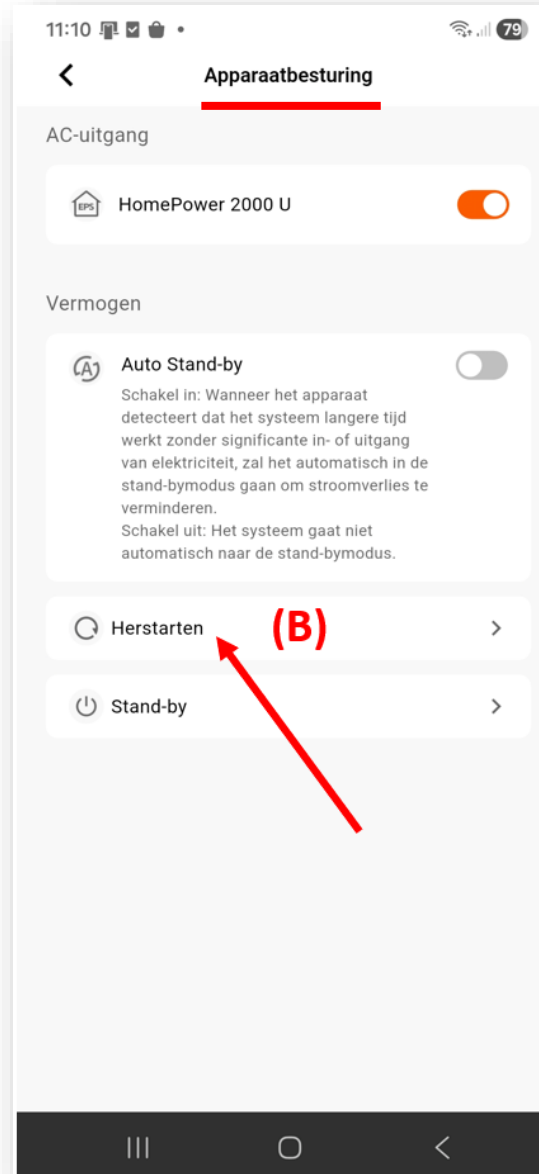 11:10 79
Apparaatbesturing
AC-uitgang
EPS HomePower 2000 U
Vermogen
A Auto Stand-by
Schakel in: Wanneer het apparaat
detecteert dat het systeem langere tijd
werkt zonder significante in- of uitgang
van elektriciteit, zal het automatisch in de
stand-bymodus gaan om stroomverlies te
verminderen.
Schakel uit: Het systeem gaat niet
automatisch naar de stand-bymodus.
Herstarten (B)
Stand-by